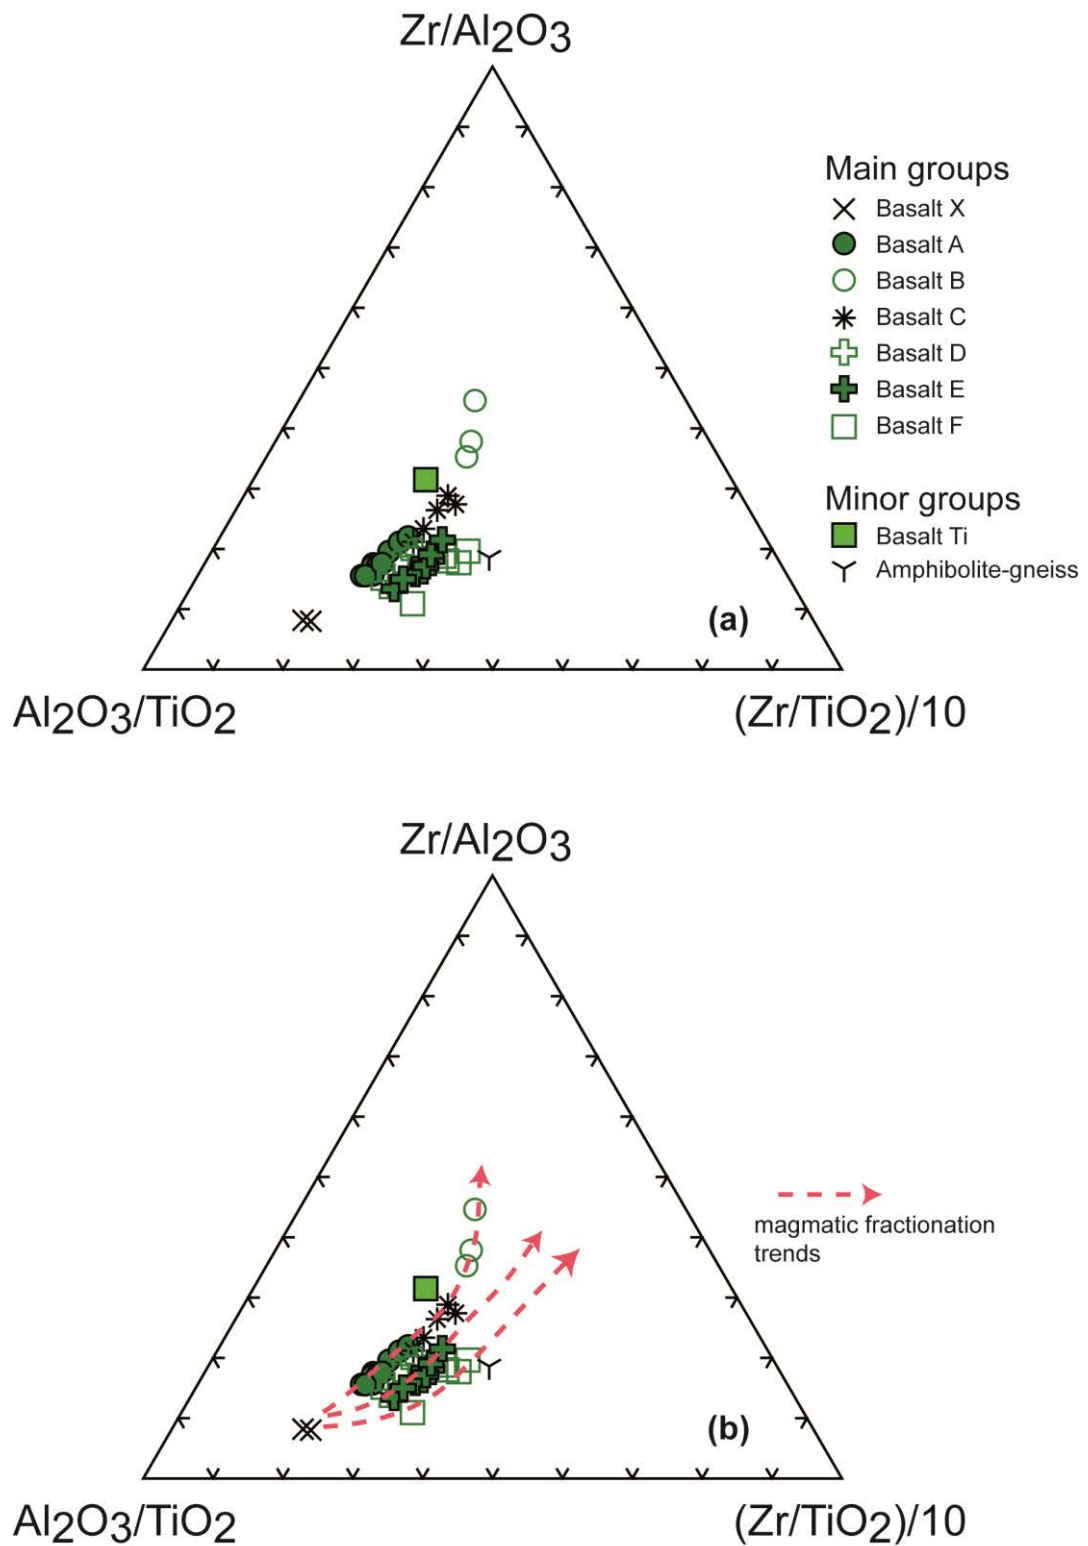 Zr/Al2O3
Main groups
Basalt X
Basalt A
Basalt B
Basalt C
Basalt D
Basalt E
Basalt F
Minor groups
Basalt Ti
Amphibolite-gneiss
(a)
Al2O3/TiO2
(Zr/TiO2)/10
Zr/Al2O3
magmatic fractionation
trends
(b)
Al2O3/TiO2
(Zr/TiO2)/10